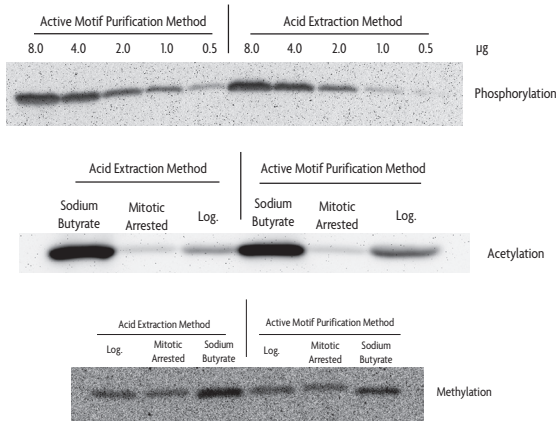 Active Motif Purification Method Acid Extraction Method
8.0 4.0 2.0 1.0 0.5 8.0 4.0 2.0 1.0 0.5 µg
Phosphorylation
Acid Extraction Method Active Motif Purification Method
Sodium Butyrate Mitotic Arrested Log. Sodium Butyrate Mitotic Arrested Log.
Acetylation
Acid Extraction Method Active Motif Purification Method
Log. Mitotic Arrested Sodium Butyrate Log. Mitotic Arrested Sodium Butyrate
Methylation